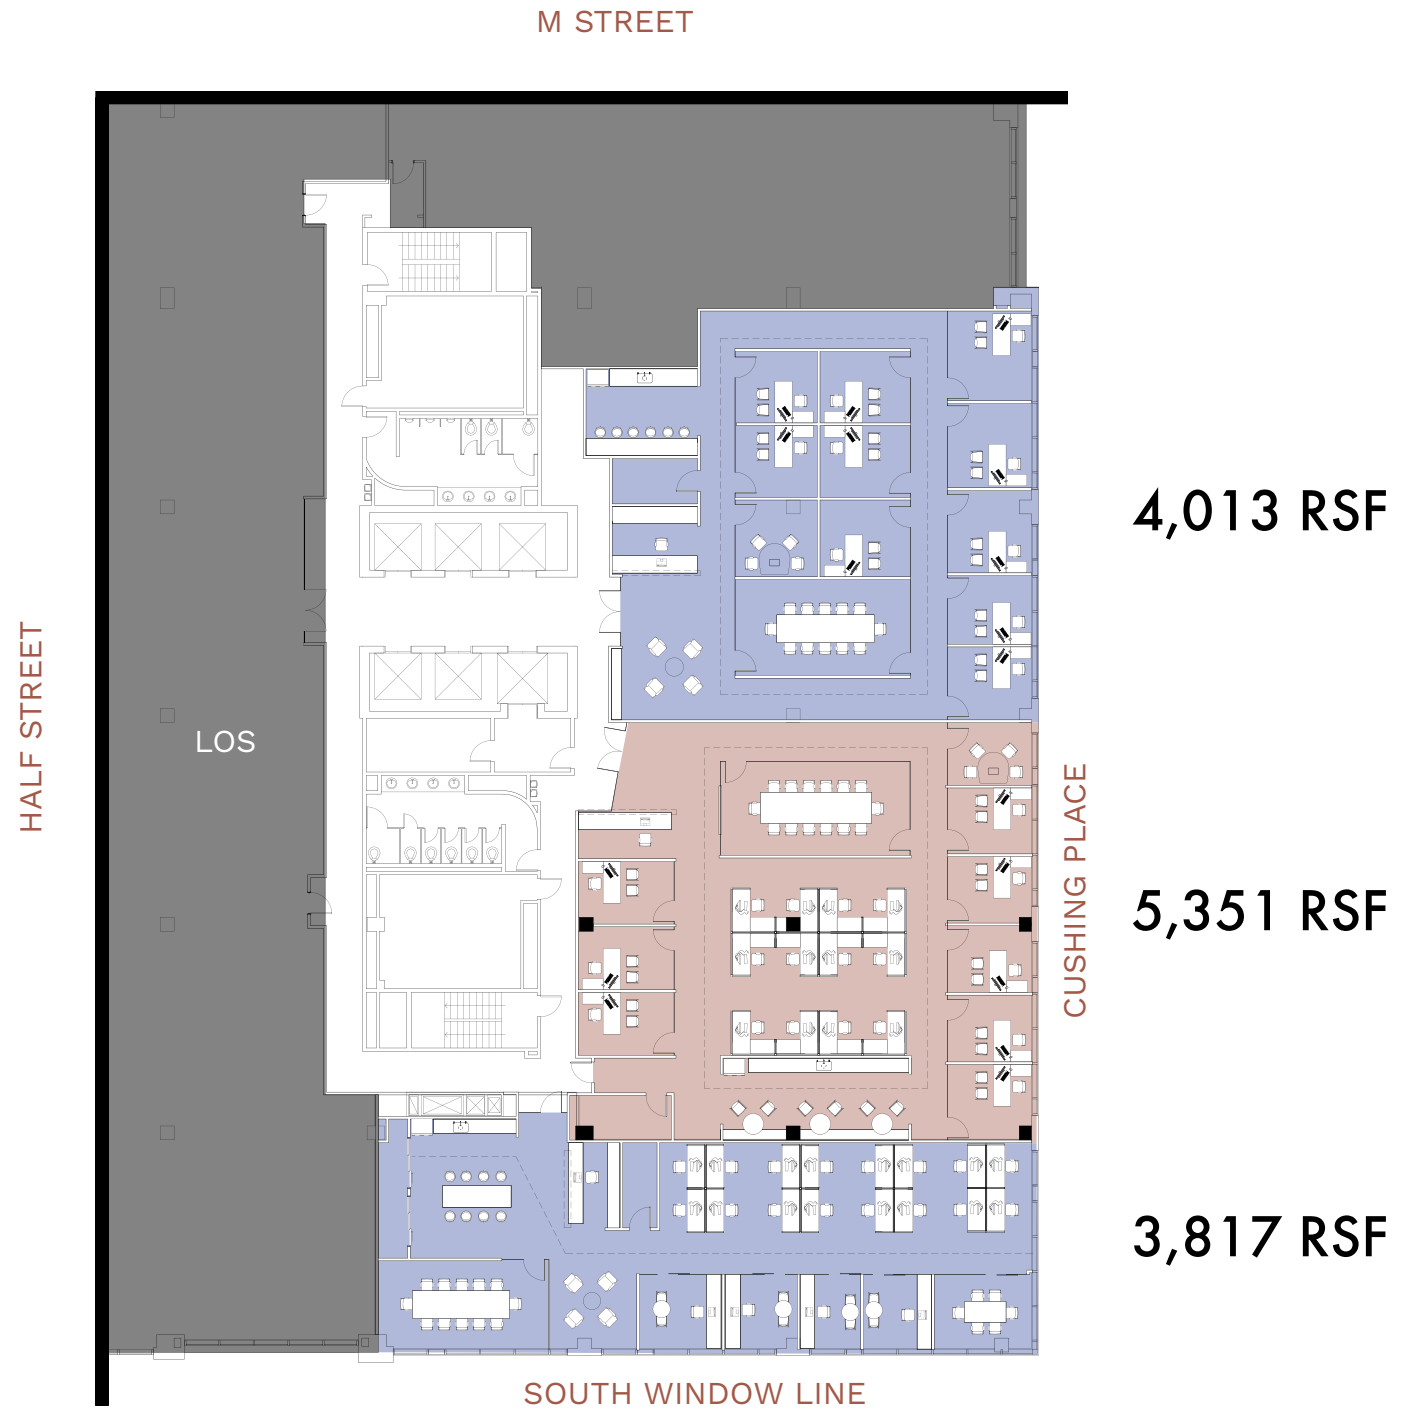 M STREET
4,013 RSF
HALF STREET
LOS
CUSHING PLACE
5,351 RSF
3,817 RSF
SOUTH WINDOW LINE